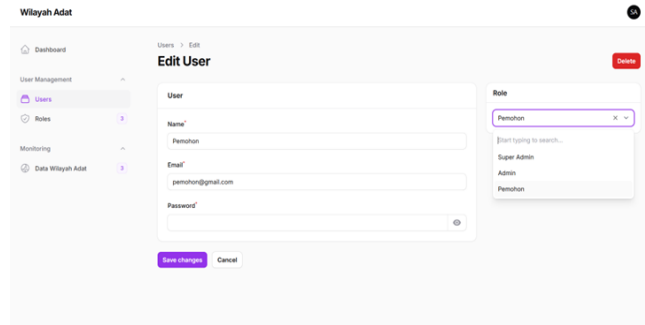 Wilayah Adat
SA
Dashboard
User Management
Users
Roles 3
Monitoring
Data Wilayah Adat 3
Users > Edit
Edit User
Delete
User
Name*
Pemohon
Email*
pemohon@gmail.com
Password*
Save changes
Cancel
Role
Pemohon
Start typing to search...
Super Admin
Admin
Pemohon